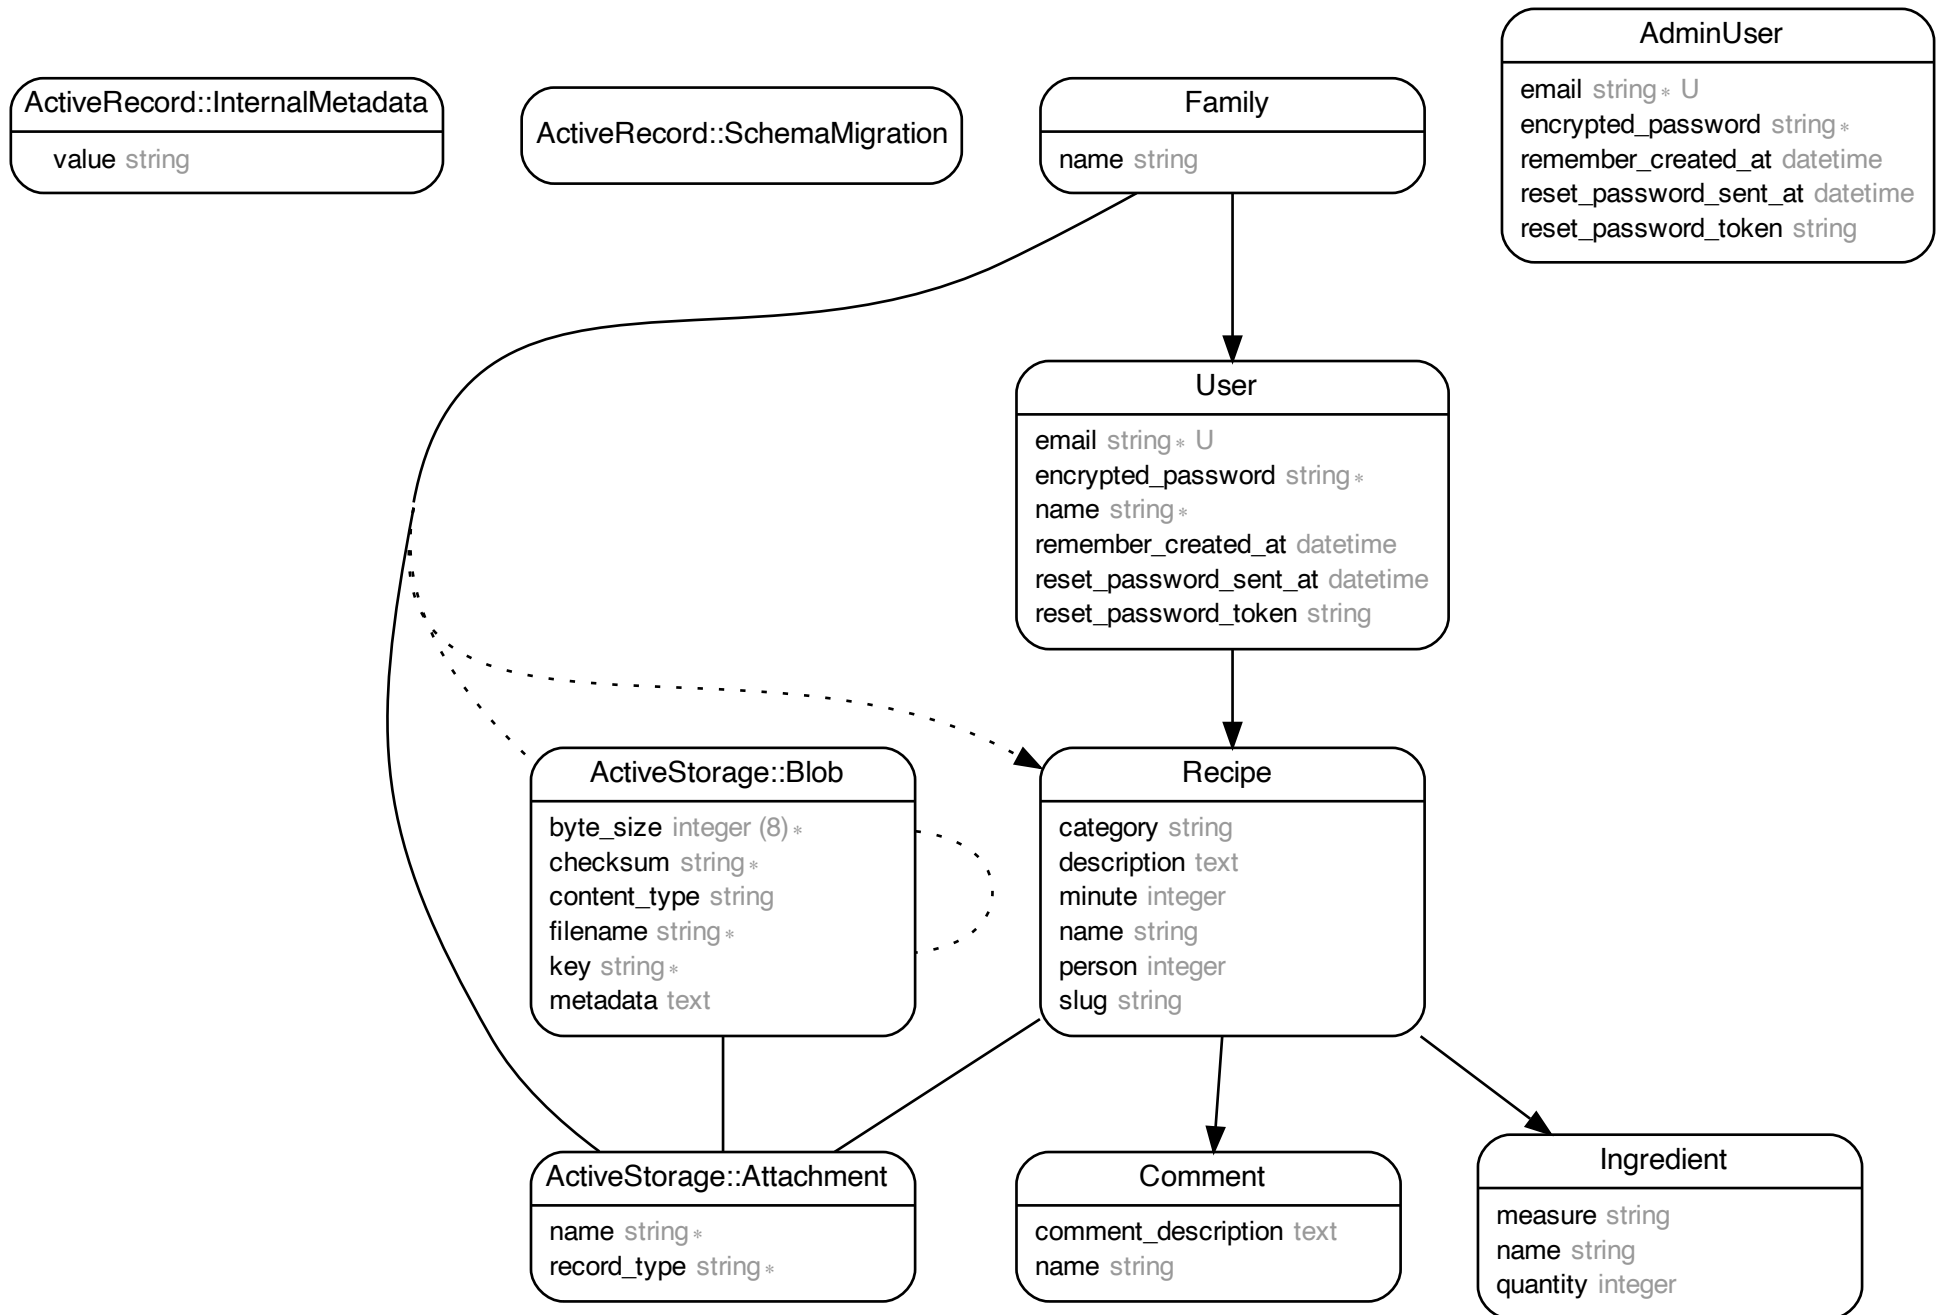 ActiveRecord::InternalMetadata
value string
ActiveRecord::SchemaMigration
Family
name string
AdminUser
email string∗ U
encrypted_password string∗
remember_created_at datetime
reset_password_sent_at datetime
reset_password_token string
User
email string∗ U
encrypted_password string∗
name string∗
remember_created_at datetime
reset_password_sent_at datetime
reset_password_token string
ActiveStorage::Blob
byte_size integer (8)∗
checksum string∗
content_type string
filename string∗
key string∗
metadata text
Recipe
category string
description text
minute integer
name string
person integer
slug string
ActiveStorage::Attachment
name string∗
record_type string∗
Comment
comment_description text
name string
Ingredient
measure string
name string
quantity integer